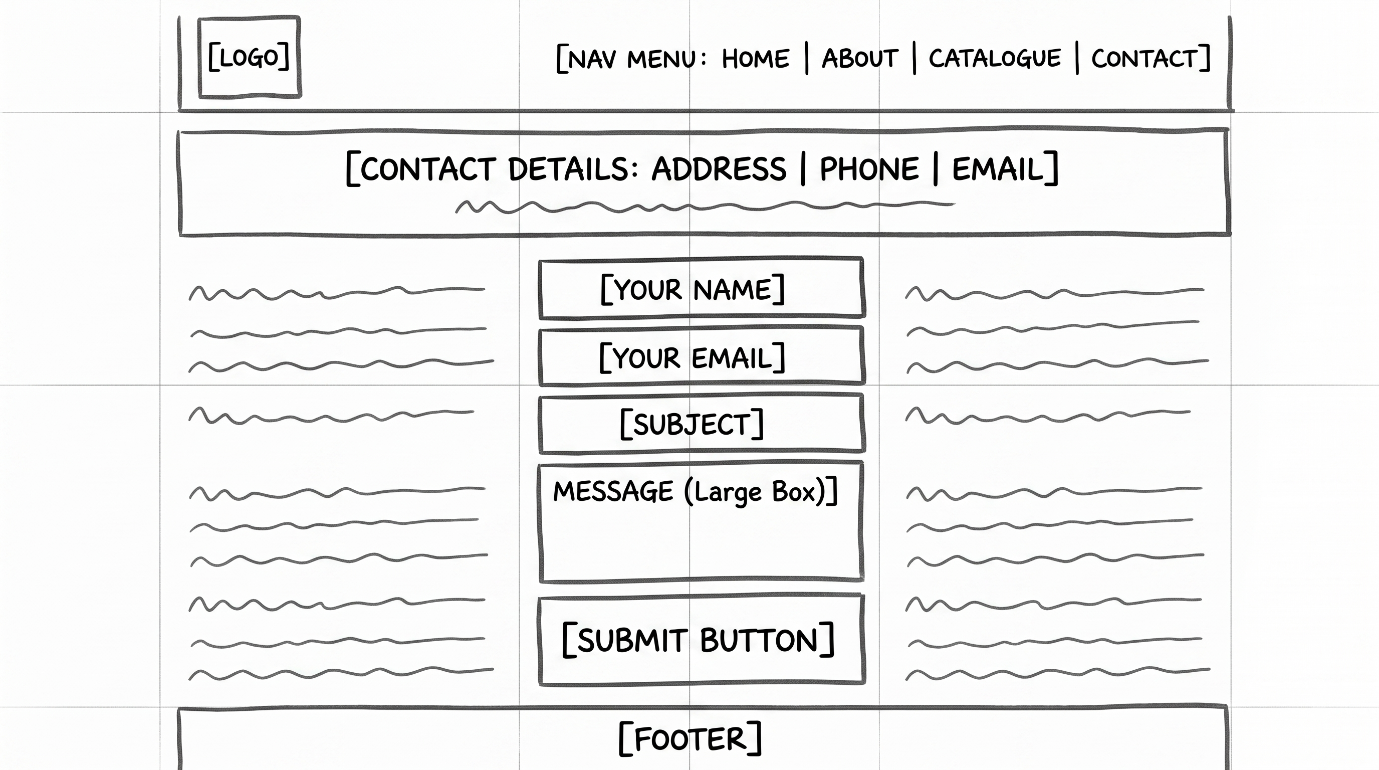 [LOGO]
[NAV MENU: HOME | ABOUT | CATALOGUE | CONTACT]
[CONTACT DETAILS: ADDRESS | PHONE | EMAIL]
[YOUR NAME]
[YOUR EMAIL]
[SUBJECT]
MESSAGE (Large Box)]
[SUBMIT BUTTON]
[FOOTER]